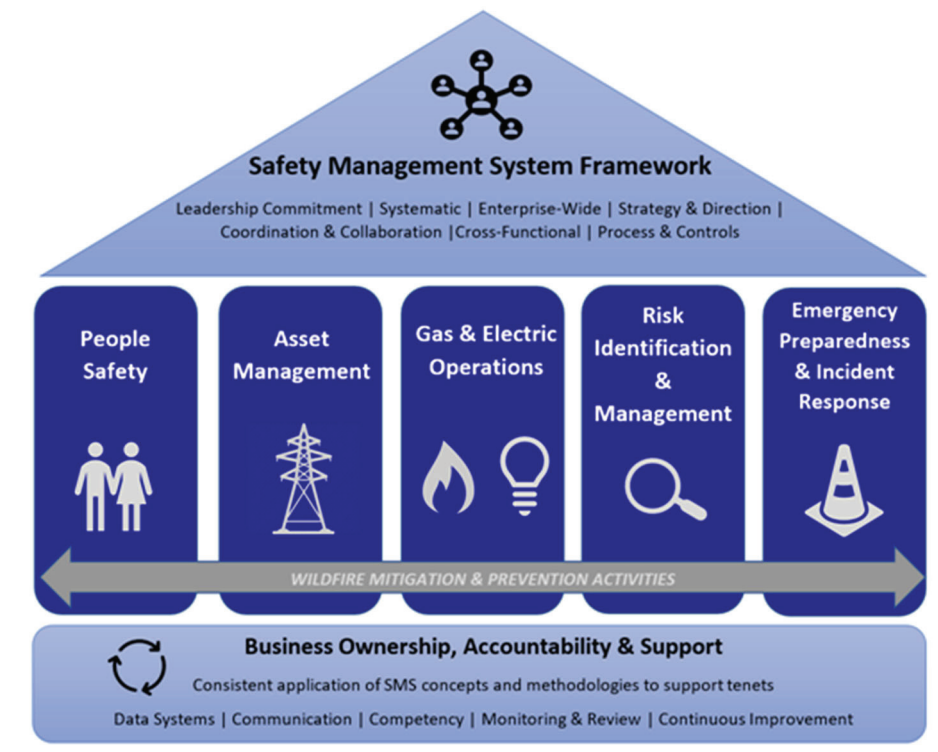 Safety Management System Framework
Leadership Commitment | Systematic | Enterprise-Wide | Strategy & Direction |
Coordination & Collaboration |Cross-Functional | Process & Controls
People
Safety
Asset
Management
Gas & Electric
Operations
Risk
Identification
&
Management
Emergency
Preparedness
& Incident
Response
WILDFIRE MITIGATION & PREVENTION ACTIVITIES
Business Ownership, Accountability & Support
Consistent application of SMS concepts and methodologies to support tenets
Data Systems | Communication | Competency | Monitoring & Review | Continuous Improvement